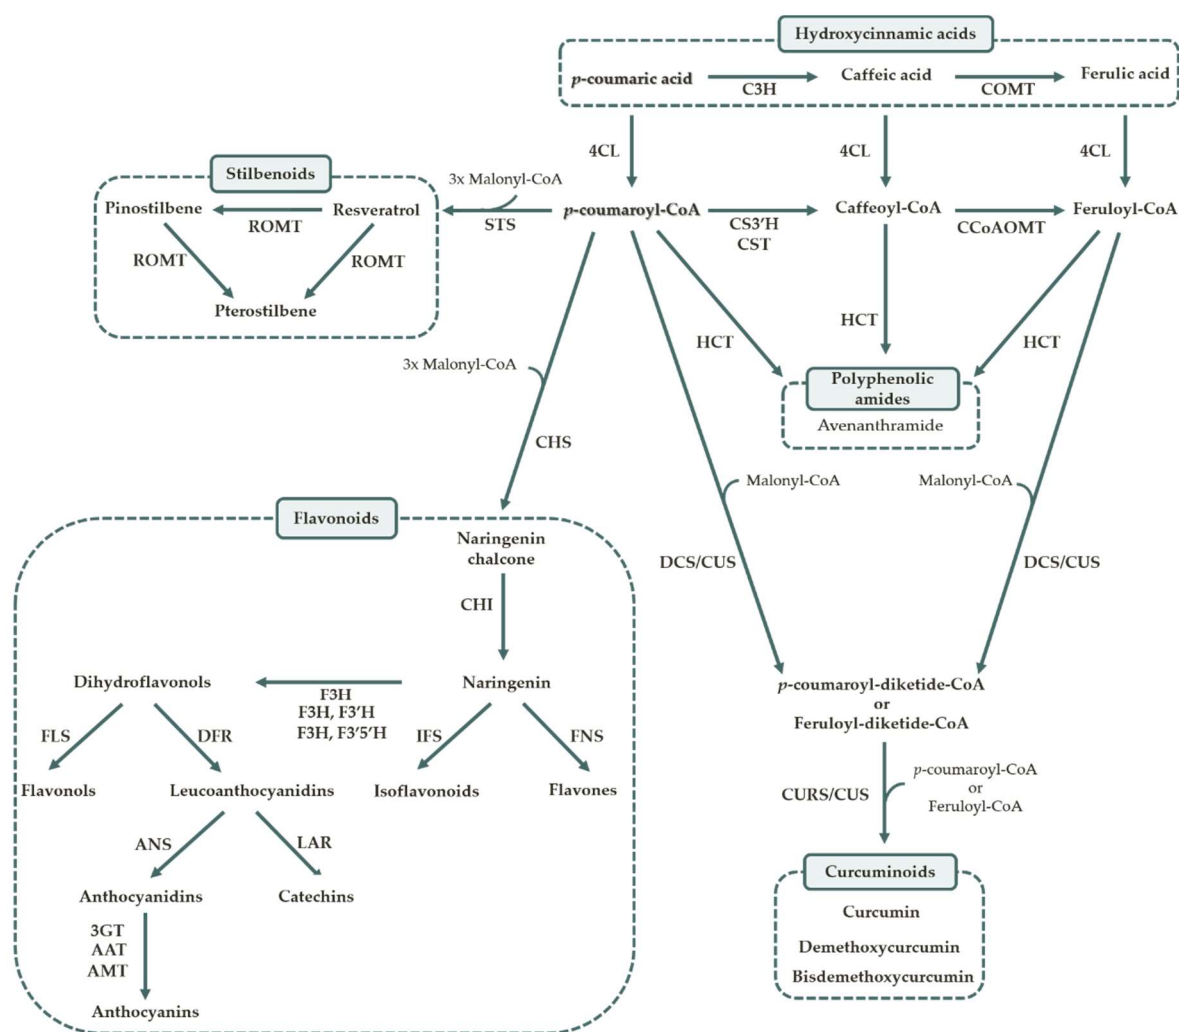 Hydroxycinnamic acids
p-coumaric acid
C3H
Caffeic acid
COMT
Ferulic acid
4CL
4CL
4CL
Stilbenoids
Pinostilbene
ROMT
Resveratrol
ROMT
ROMT
Pterostilbene
3x Malonyl-CoA
STS
p-coumaroyl-CoA
CS3'H
CST
Caffeoyl-CoA
CCoAOMT
Feruloyl-CoA
HCT
HCT
HCT
Polyphenolic
amides
Avenanthramide
3x Malonyl-CoA
CHS
Malonyl-CoA
Malonyl-CoA
DCS/CUS
DCS/CUS
Flavonoids
Naringenin
chalcone
CHI
Naringenin
Dihydroflavonols
F3H
F3H, F3'H
F3H, F3'5'H
FLS
DFR
IFS
FNS
Flavonols
Leucoanthocyanidins
Isoflavonoids
Flavones
ANS
LAR
Anthocyanidins
Catechins
3GT
AAT
AMT
Anthocyanins
p-coumaroyl-diketide-CoA
or
Feruloyl-diketide-CoA
CURS/CUS
p-coumaroyl-CoA
or
Feruloyl-CoA
Curcuminoids
Curcumin
Demethoxycurcumin
Bisdemethoxycurcumin